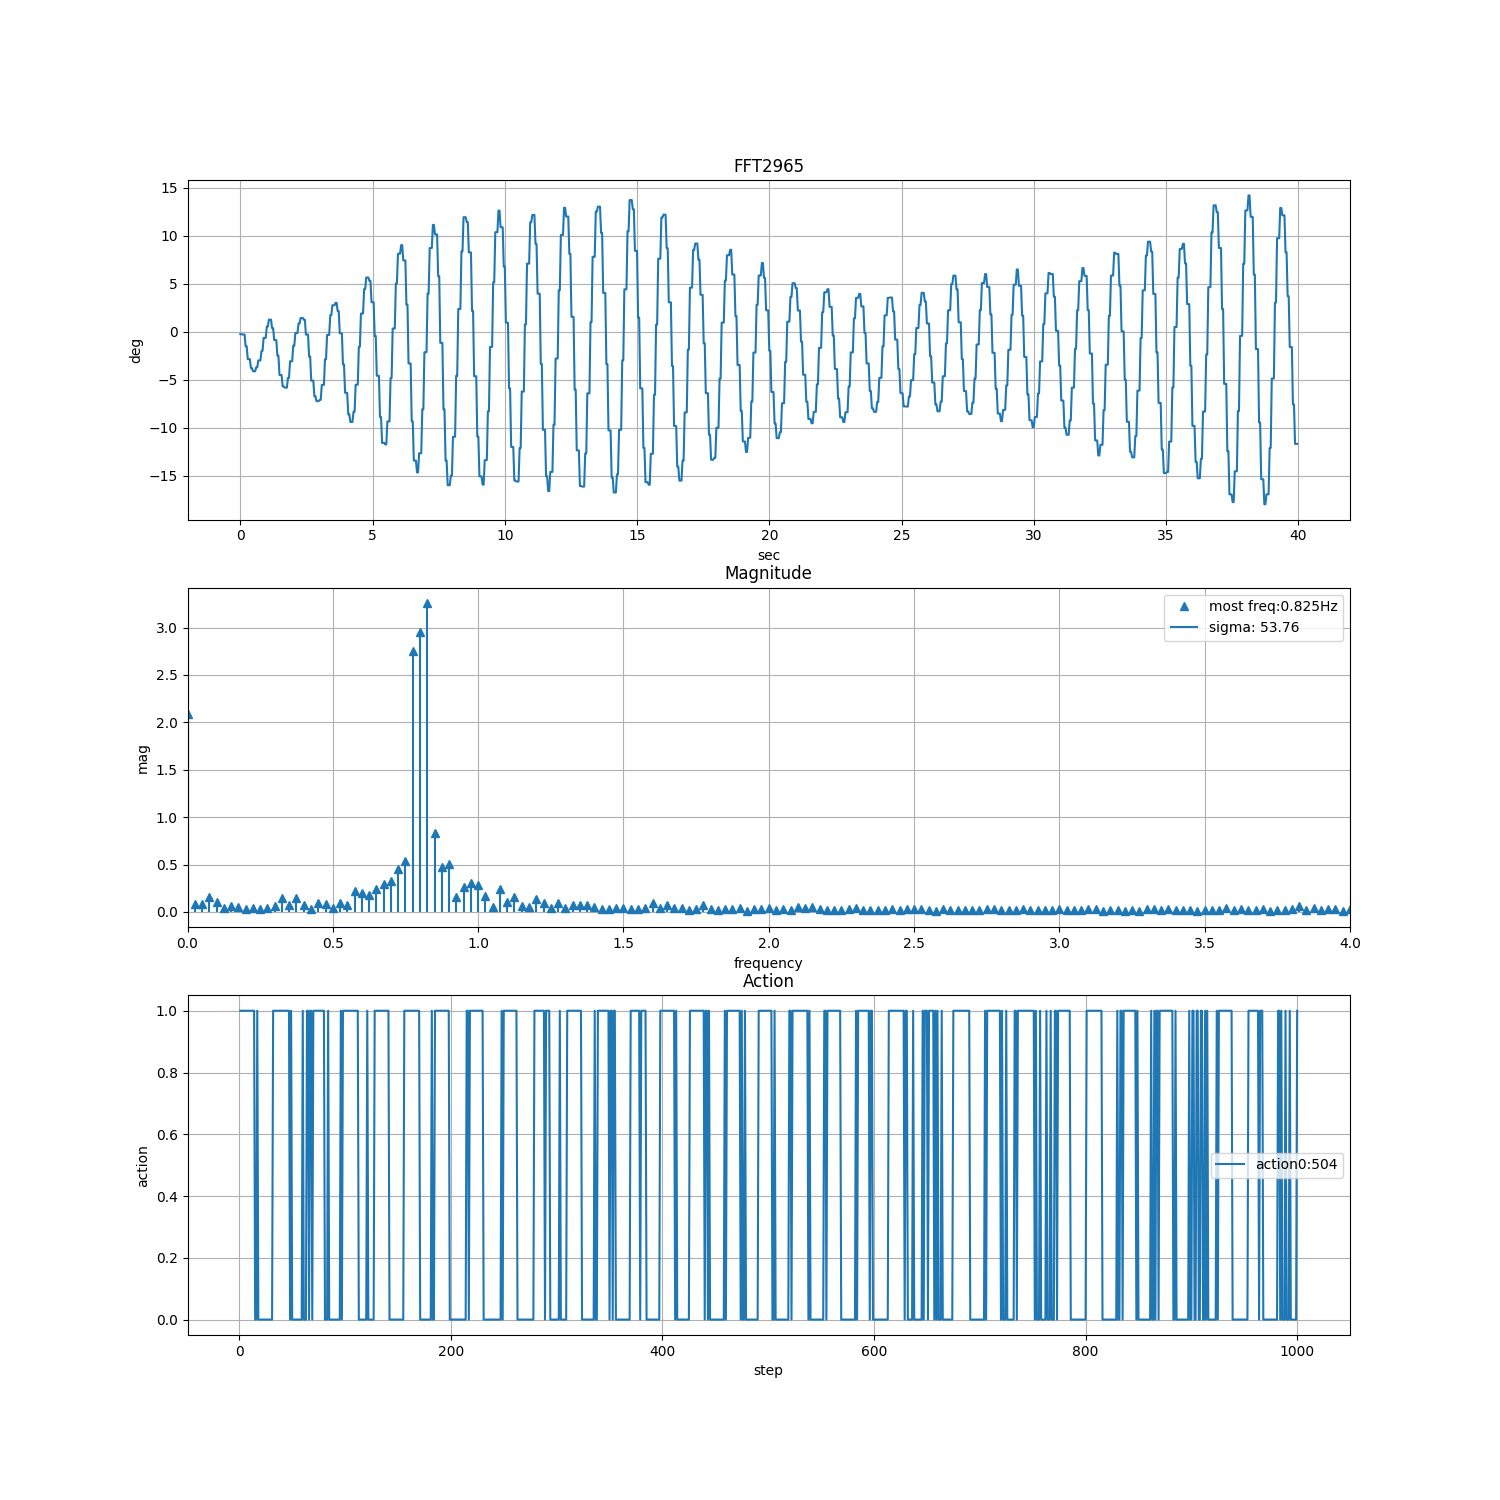 FFT2965
15
10
5
0
−5
−10
−15
deg
0 5 10 15 20 25 30 35 40
sec
Magnitude
most freq:0.825Hz
sigma: 53.76
3.0
2.5
2.0
1.5
1.0
0.5
0.0
mag
0.0 0.5 1.0 1.5 2.0 2.5 3.0 3.5 4.0
frequency
Action
1.0
0.8
0.6
0.4
0.2
0.0
action
action0:504
0 200 400 600 800 1000
step